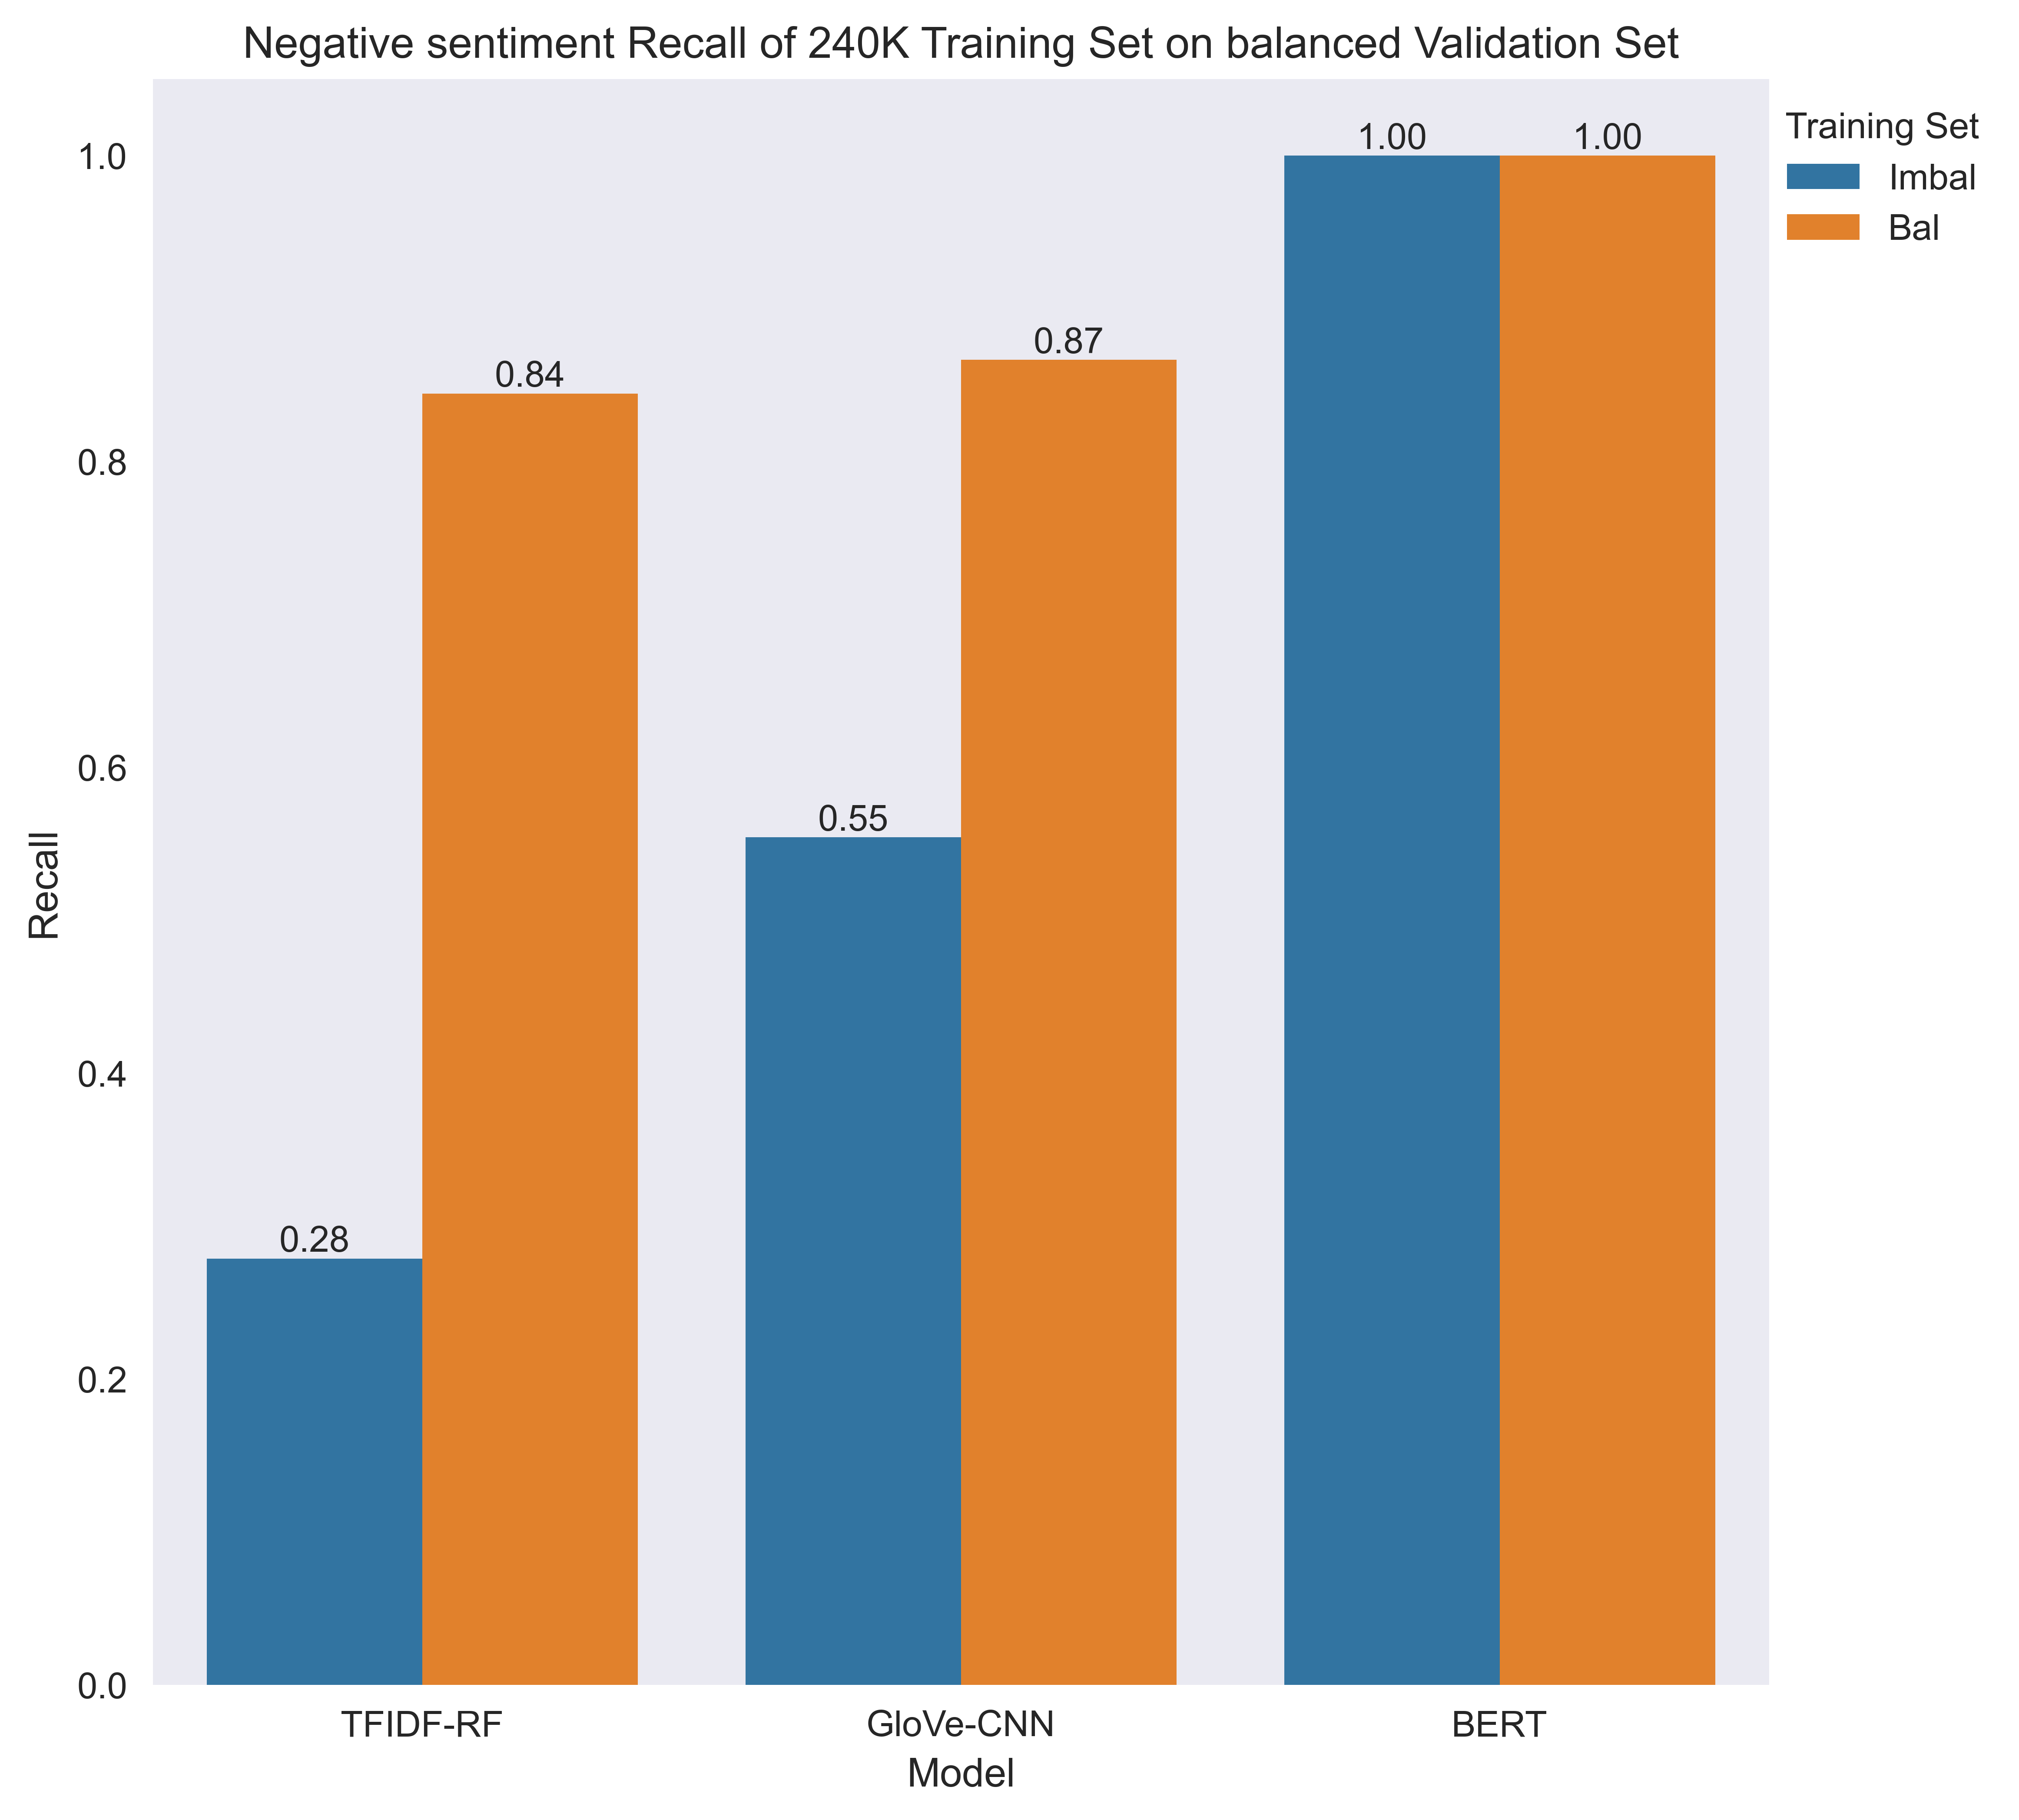 Negative sentiment Recall of 240K Training Set on balanced Validation Set
Training Set
Imbal
Bal
1.00
1.00
0.87
0.84
0.55
0.28
1.0
0.8
0.6
0.4
0.2
0.0
Recall
TFIDF-RF
GloVe-CNN
BERT
Model